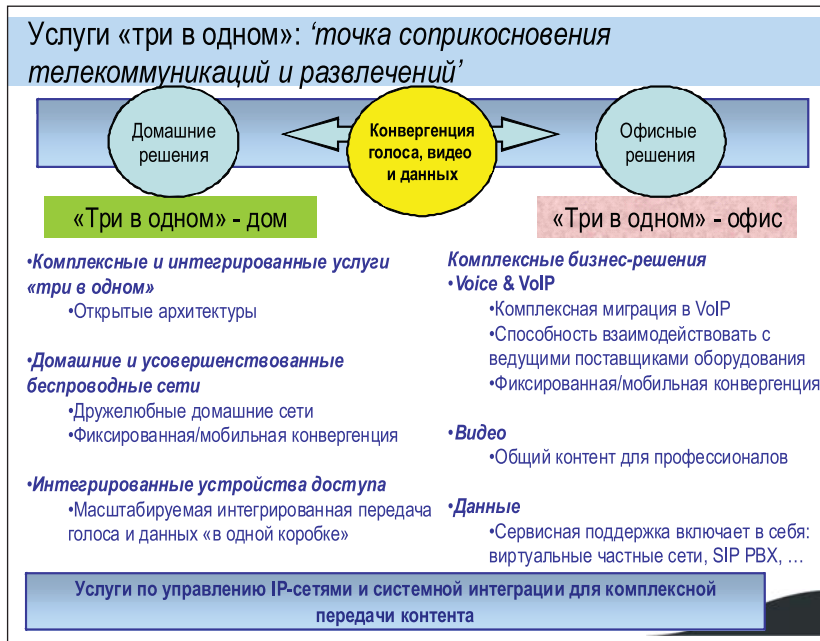 Услуги «три в одном»: ‘точка соприкосновения
телекоммуникаций и развлечений’
Домашние
решения
Конвергенция
голоса, видео
и данных
Офисные
решения
«Три в одном» - дом
•Комплексные и интегрированные услуги
«три в одном»
•Открытые архитектуры
•Домашние и усовершенствованные
беспроводные сети
•Дружелюбные домашние сети
•Фиксированная/мобильная конвергенция
•Интегрированные устройства доступа
•Масштабируемая интегрированная передача
голоса и данных «в одной коробке»
«Три в одном» - офис
Комплексные бизнес-решения
•Voice & VoIP
•Комплексная миграция в VoIP
•Способность взаимодействовать с
ведущими поставщиками оборудования
•Фиксированная/мобильная конвергенция
•Видео
•Общий контент для профессионалов
•Данные
•Сервисная поддержка включает в себя:
виртуальные частные сети, SIP PBX, …
Услуги по управлению IP-сетями и системной интеграции для комплексной
передачи контента